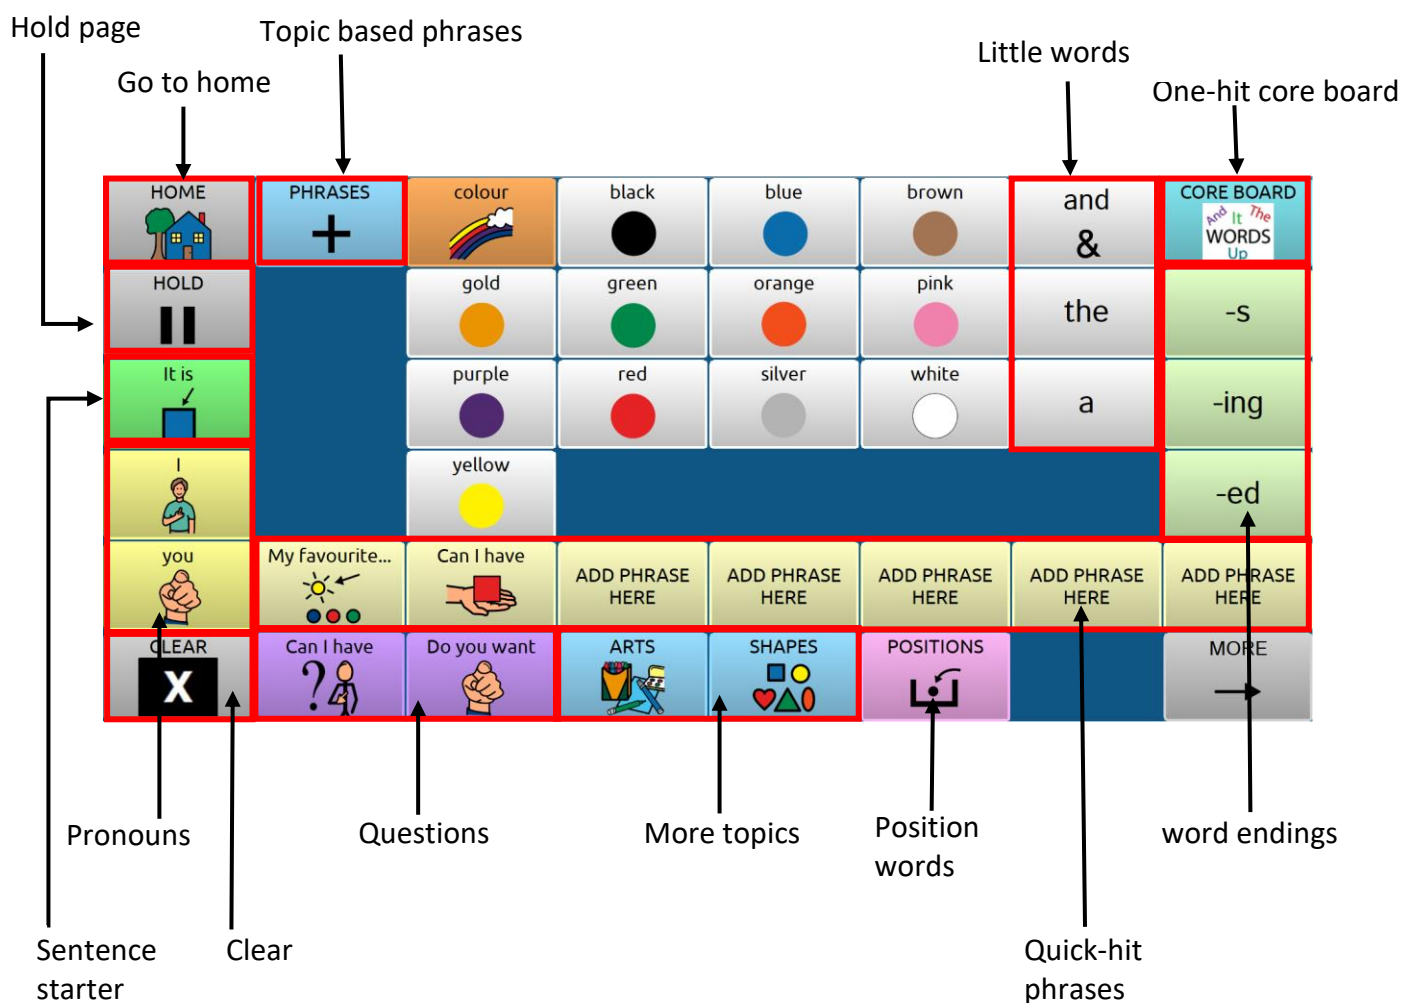 Hold page
Topic based phrases
Little words
Go to home
One-hit core board
HOME
PHRASES
colour
black
blue
brown
and
&
CORE BOARD
And It The
WORDS
Up
HOLD
gold
green
orange
pink
the
-s
It is
purple
red
silver
white
a
-ing
I
yellow
-ed
you
My favourite...
Can I have
ADD PHRASE
HERE
ADD PHRASE
HERE
ADD PHRASE
HERE
ADD PHRASE
HERE
ADD PHRASE
HERE
CLEAR
X
Can I have
?
Do you want
ARTS
SHAPES
POSITIONS
MORE
Pronouns
Questions
More topics
Position
words
word endings
Sentence
starter
Clear
Quick-hit
phrases